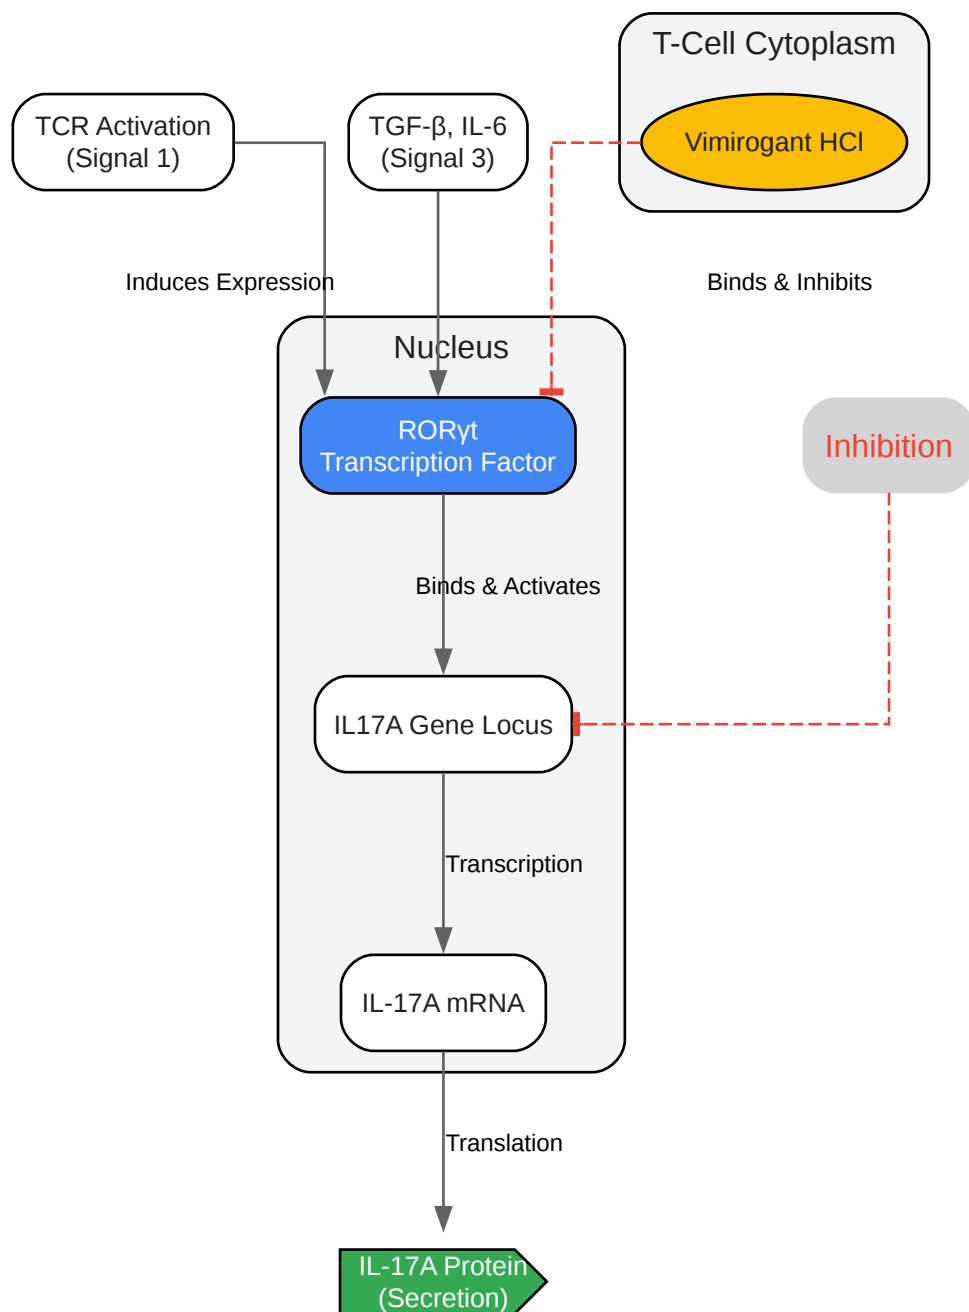 T-Cell Cytoplasm
TCR Activation
(Signal 1)
TGF-β, IL-6
(Signal 3)
Vimirogant HCl
Induces Expression
Binds & Inhibits
Nucleus
RORγt
Transcription Factor
Inhibition
Binds & Activates
IL17A Gene Locus
Transcription
IL-17A mRNA
Translation
IL-17A Protein
(Secretion)